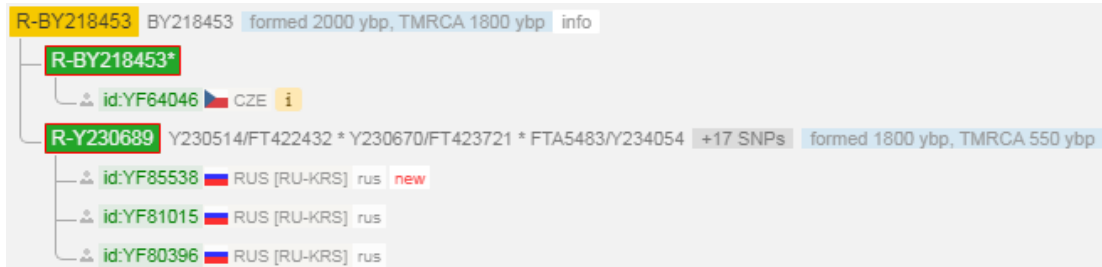 R-BY218453 BY218453 formed 2000 ybp, TMRCA 1800 ybp info
R-BY218453*
id:YF64046 CZE i
R-Y230689 Y230514/FT422432 * Y230670/FT423721 * FTA5483/Y234054 +17 SNPs formed 1800 ybp, TMRCA 550 ybp
id:YF85538 RUS [RU-KRS] rus new
id:YF81015 RUS [RU-KRS] rus
id:YF80396 RUS [RU-KRS] rus